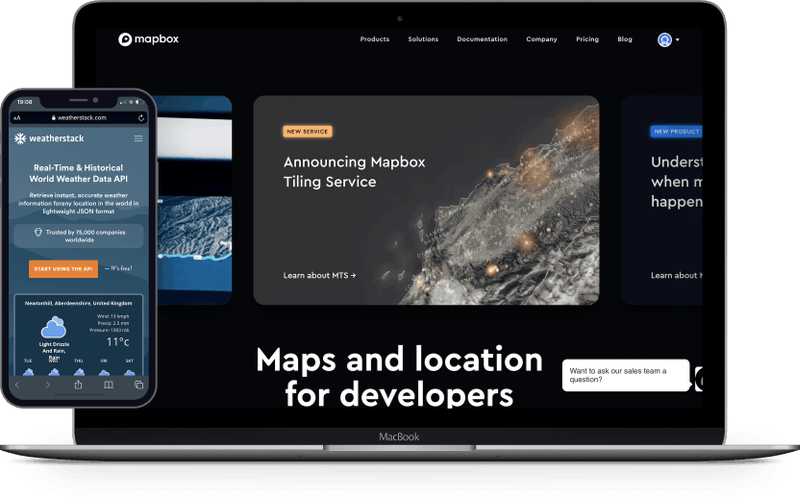 mapbox
Products Solutions Documentation Company Pricing Blog
NEW SERVICE
Announcing Mapbox
Tiling Service
Learn about MTS →
NEW PRODUCT
Underst
when m
happen
Learn about M
Maps and location
for developers
Want to ask our sales team a
question?
MacBook
19:08
AA weatherstack.com
weatherstack
Real-Time & Historical
World Weather Data API
Retrieve instant, accurate weather
information forany location in the world in
lightweight JSON format
Trusted by 75,000 companies
worldwide
START USING THE API — It's free!
Newtonhill, Aberdeenshire, United Kingdom
Wind: 13 kmph
Precip: 2.5 mm
Pressure: 1003 mb
11°c
Light Drizzle
And Rain,
Rain
TUE WED THU FRI SAT